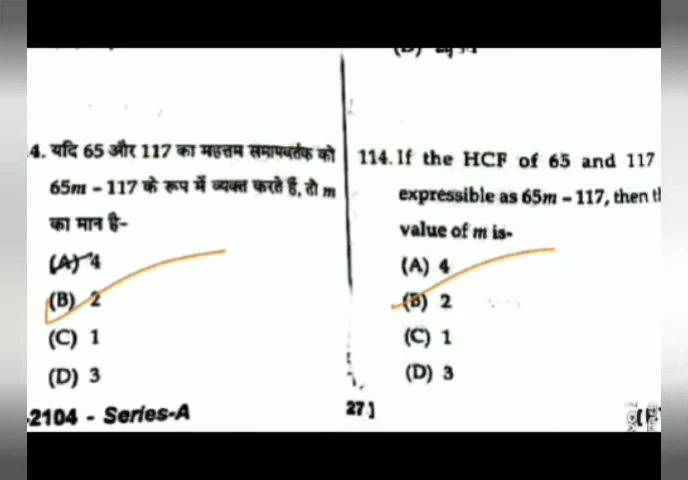 4. यदि 65 और 117 का महत्तम समापवर्तक को
65m – 117 के रूप में व्यक्त करते हैं, तो m
का मान है-
(A) 4
(B) 2
(C) 1
(D) 3
-2104 - Series-A
114. If the HCF of 65 and 117
expressible as 65m – 117, then th
value of m is-
(A) 4
(B) 2
(C) 1
(D) 3
27 ]